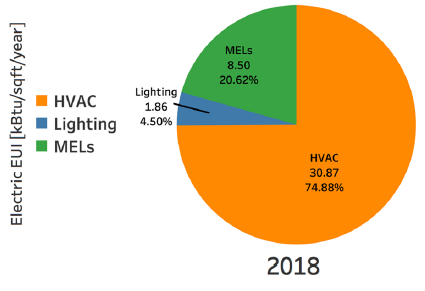 Electric EUI [kBtu/sqft/year]
HVAC
Lighting
MELs
MELs
8.50
20.62%
Lighting
1.86
4.50%
HVAC
30.87
74.88%
2018